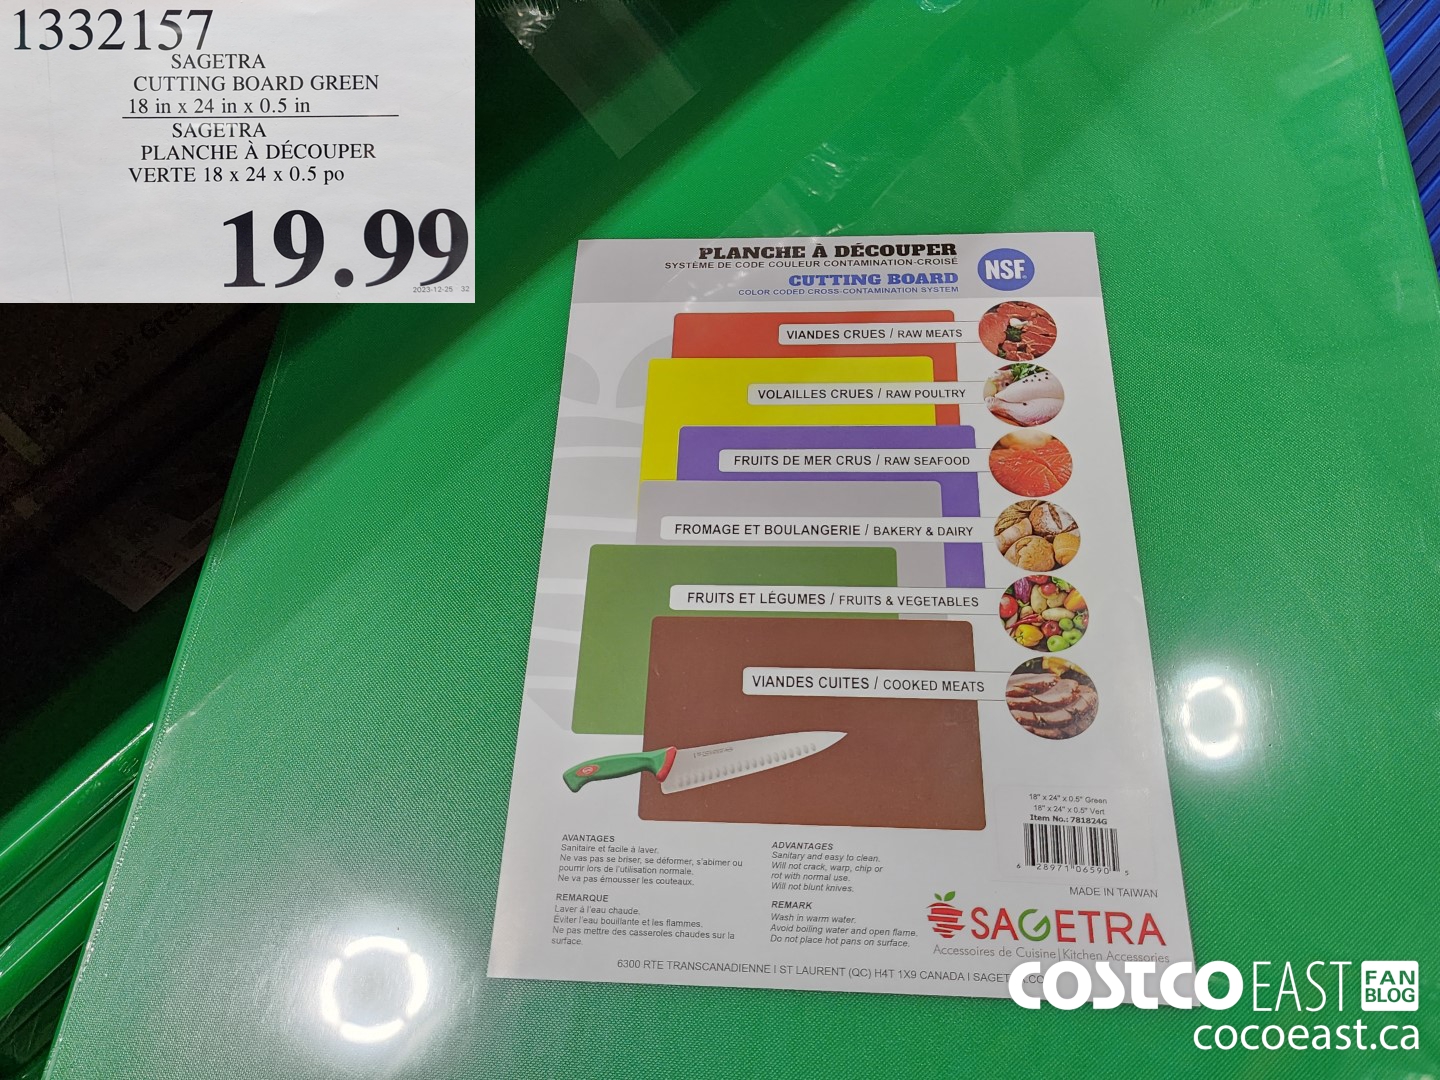 1332157
SAGETRA
CUTTING BOARD GREEN
18 in x 24 in x 0.5 in
SAGETRA
PLANCHE À DÉCOUPER
VERTE 18 x 24 x 0.5 po
19.99
2023-12-25 32
PLANCHE À DÉCOUPER
SYSTÈME DE CODE COULEUR CONTAMINATION-CROISÉ
CUTTING BOARD
COLOR CODED CROSS-CONTAMINATION SYSTEM
NSF
VIANDES CRUES / RAW MEATS
VOLAILLES CRUES / RAW POULTRY
FRUITS DE MER CRUS / RAW SEAFOOD
FROMAGE ET BOULANGERIE / BAKERY & DAIRY
FRUITS ET LÉGUMES / FRUITS & VEGETABLES
VIANDES CUITES / COOKED MEATS
18" x 24" x 0.5" Green
18" x 24" x 0.5" Vert
Item No.: 781824G
6 28971 06590 5
MADE IN TAIWAN
AVANTAGES
Sanitaire et facile à laver.
Ne vas pas se briser, se déformer, s'abimer ou
pourrir lors de l'utilisation normale.
Ne va pas émousser les couteaux.
REMARQUE
Laver à l'eau chaude.
Éviter l'eau bouillante et les flammes.
Ne pas mettre des casseroles chaudes sur la
surface.
ADVANTAGES
Sanitary and easy to clean.
Will not crack, warp, chip or
rot with normal use.
Will not blunt knives.
REMARK
Wash in warm water.
Avoid boiling water and open flame.
Do not place hot pans on surface.
SAGETRA
Accessoires de Cuisine | Kitchen Accessories
6300 RTE TRANSCANADIENNE I ST LAURENT (QC) H4T 1X9 CANADA I
COSTCO EAST FAN BLOG
cocoeast.ca